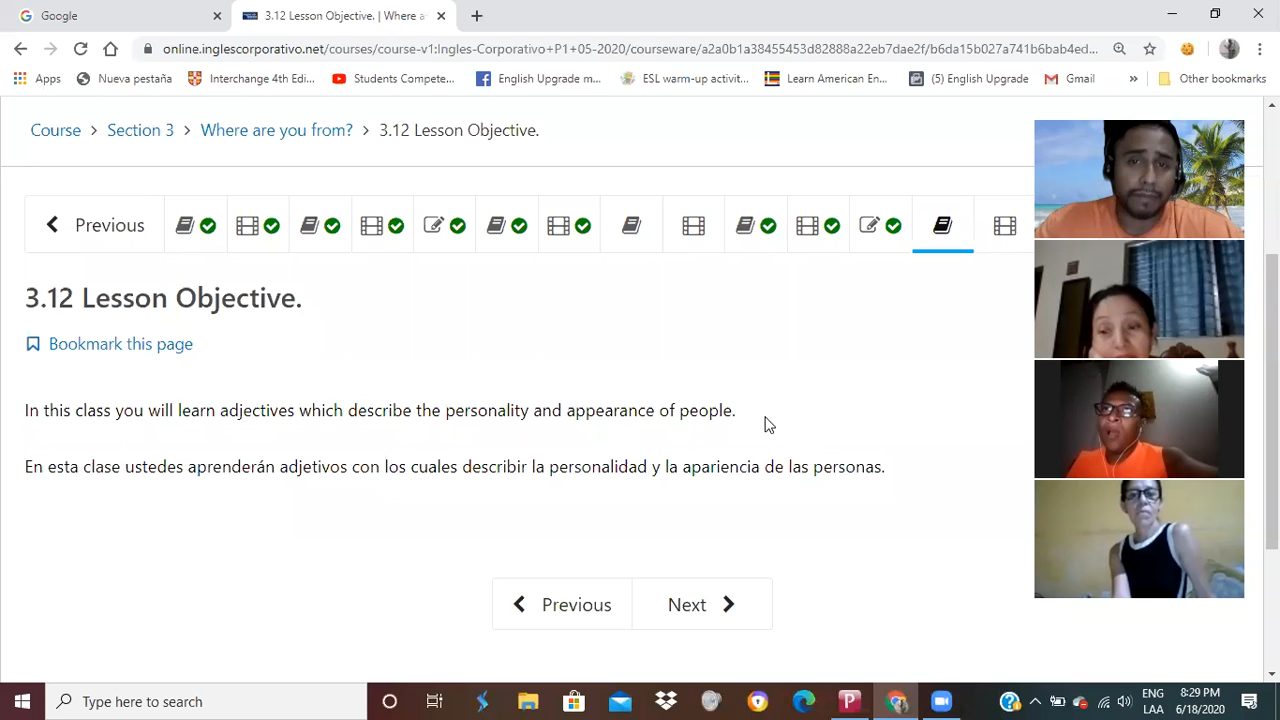 Google
3.12 Lesson Objective. | Where a
online.inglescorporativo.net/courses/course-v1:Ingles-Corporativo+P1+05-2020/courseware/a2a0b1a38455453d82888a22eb7dae2f/b6da15b027a741b6bab4ed...
Apps Nueva pestaña Interchange 4th Edi... Students Compete... English Upgrade m... ESL warm-up activit... Learn American En... (5) English Upgrade Gmail » Other bookmarks
Course > Section 3 > Where are you from? > 3.12 Lesson Objective.
Previous
3.12 Lesson Objective.
Bookmark this page
In this class you will learn adjectives which describe the personality and appearance of people.
En esta clase ustedes aprenderán adjetivos con los cuales describir la personalidad y la apariencia de las personas.
Previous Next
Type here to search
ENG 8:29 PM
LAA 6/18/2020